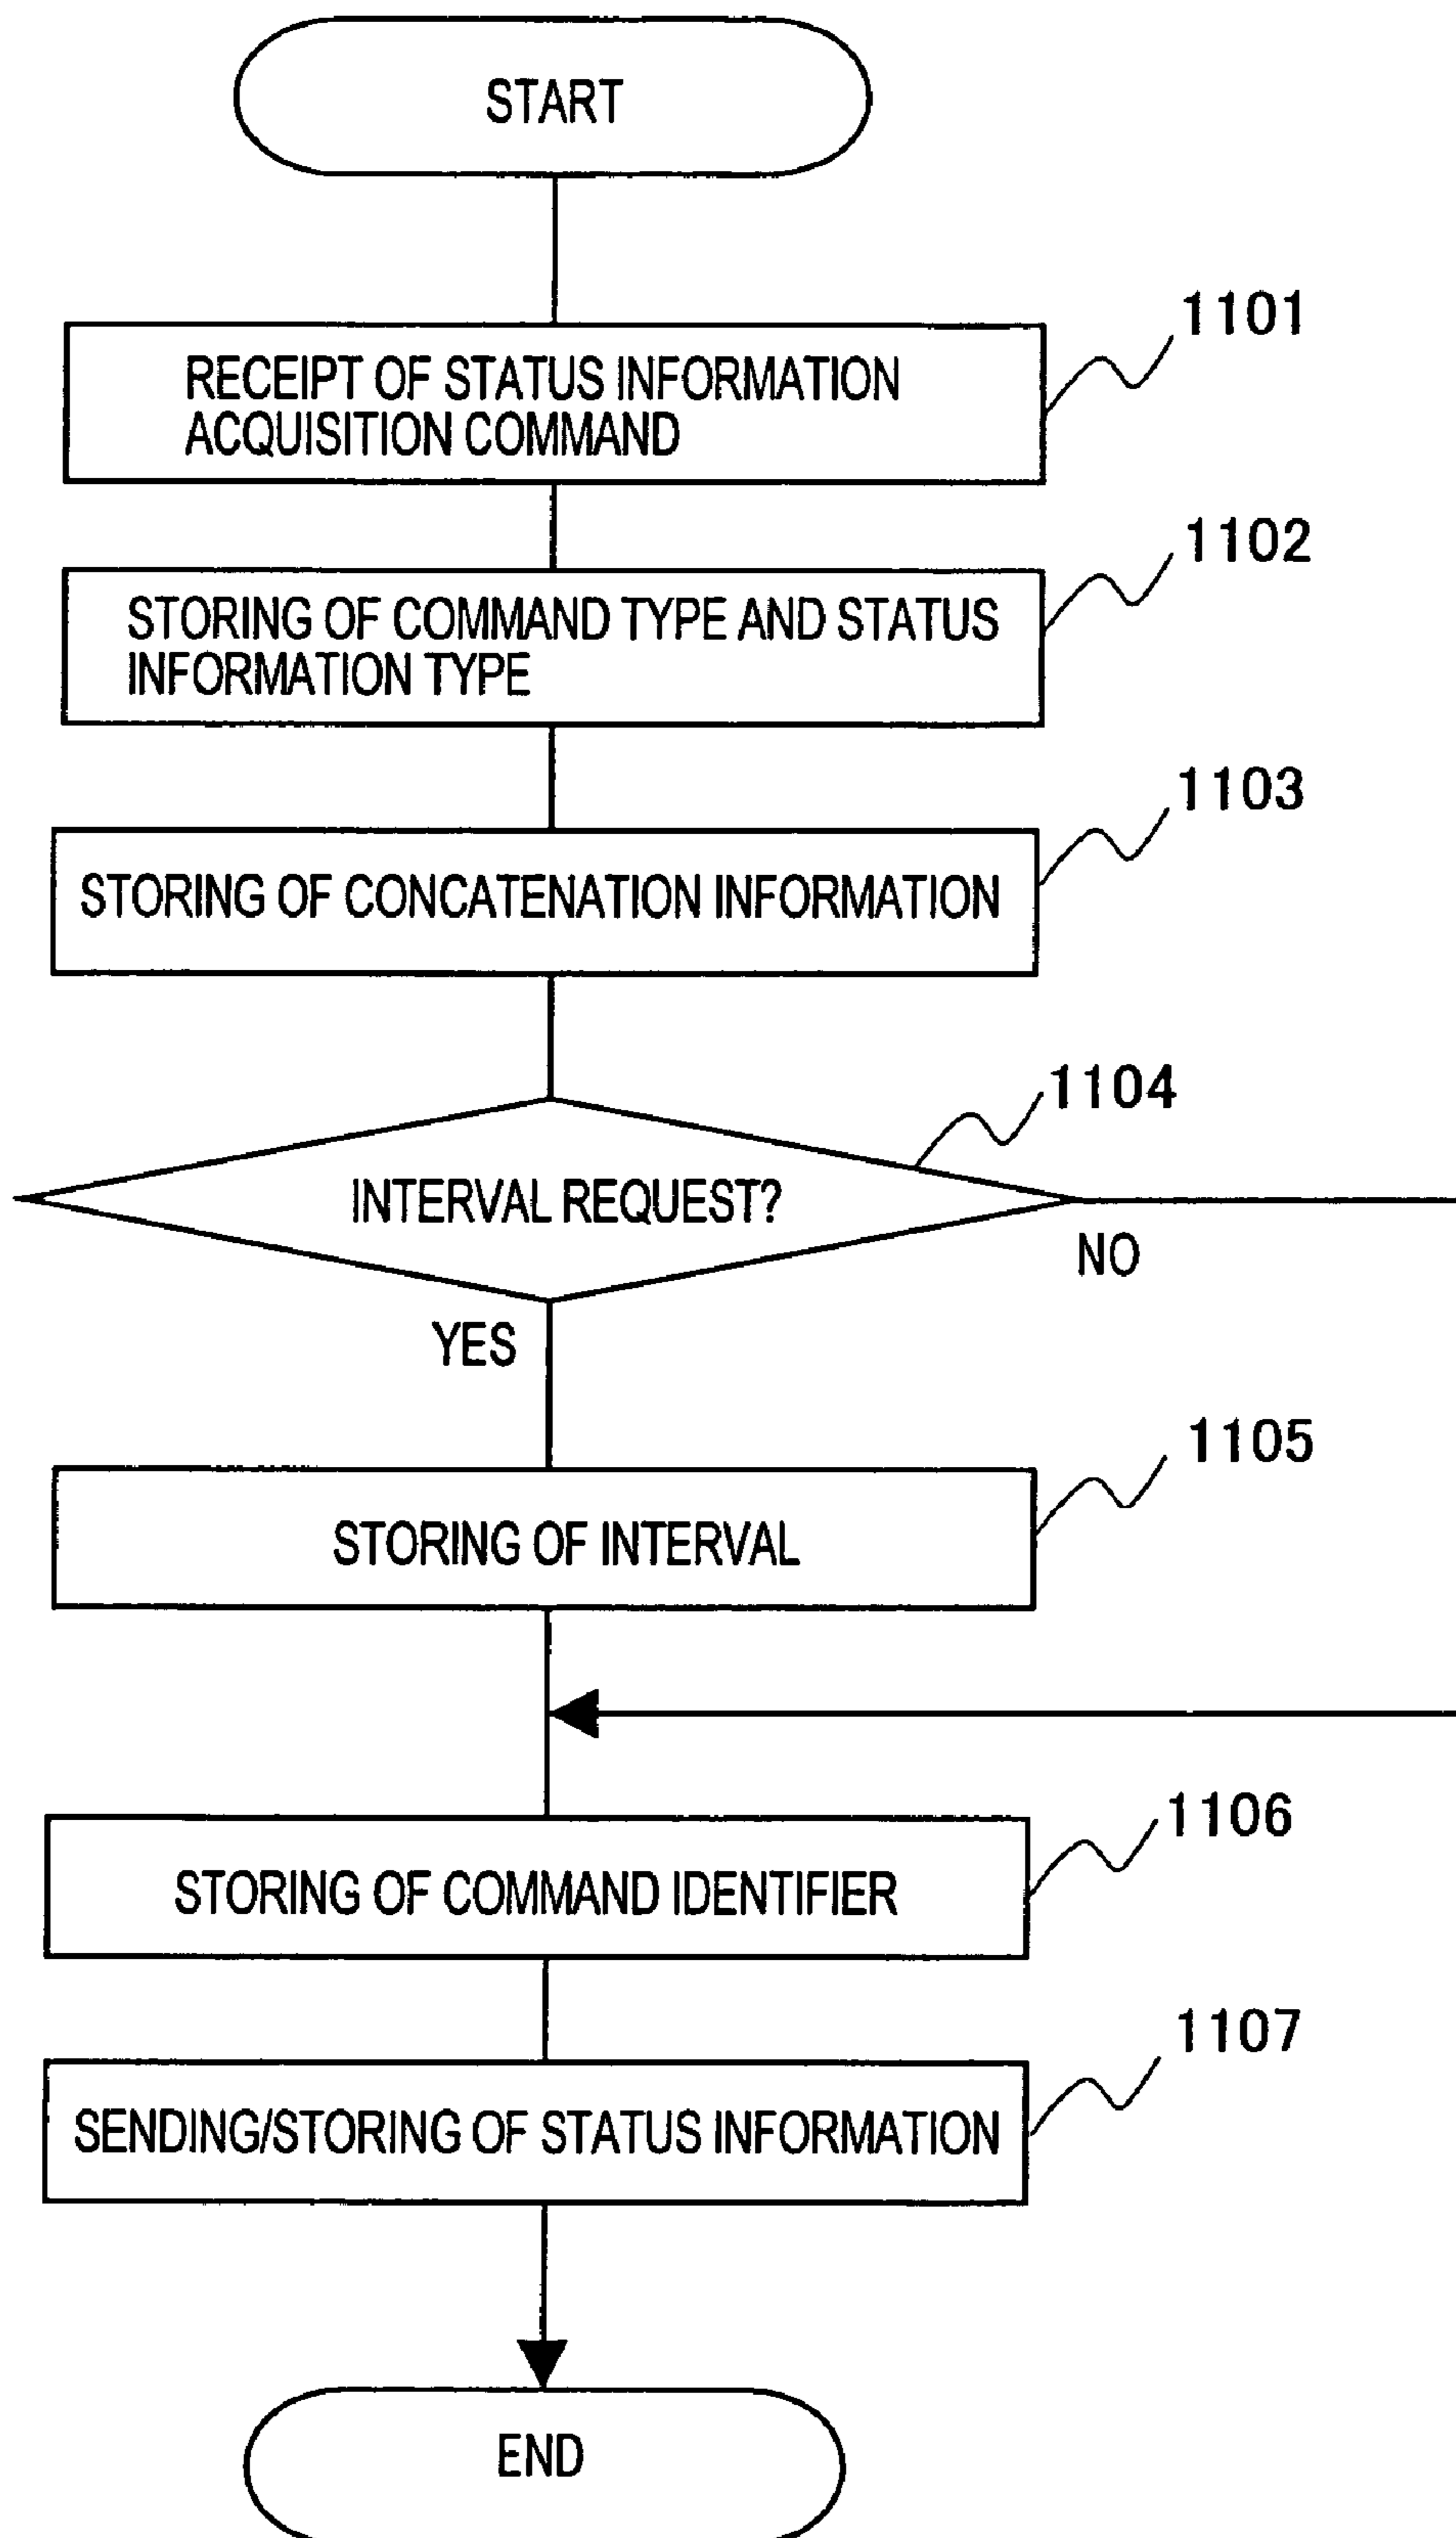 START
1101
RECEIPT OF STATUS INFORMATION
ACQUISITION COMMAND
1102
STORING OF COMMAND TYPE AND STATUS
INFORMATION TYPE
1103
STORING OF CONCATENATION INFORMATION
1104
INTERVAL REQUEST?
NO
YES
1105
STORING OF INTERVAL
1106
STORING OF COMMAND IDENTIFIER
1107
SENDING/STORING OF STATUS INFORMATION
END